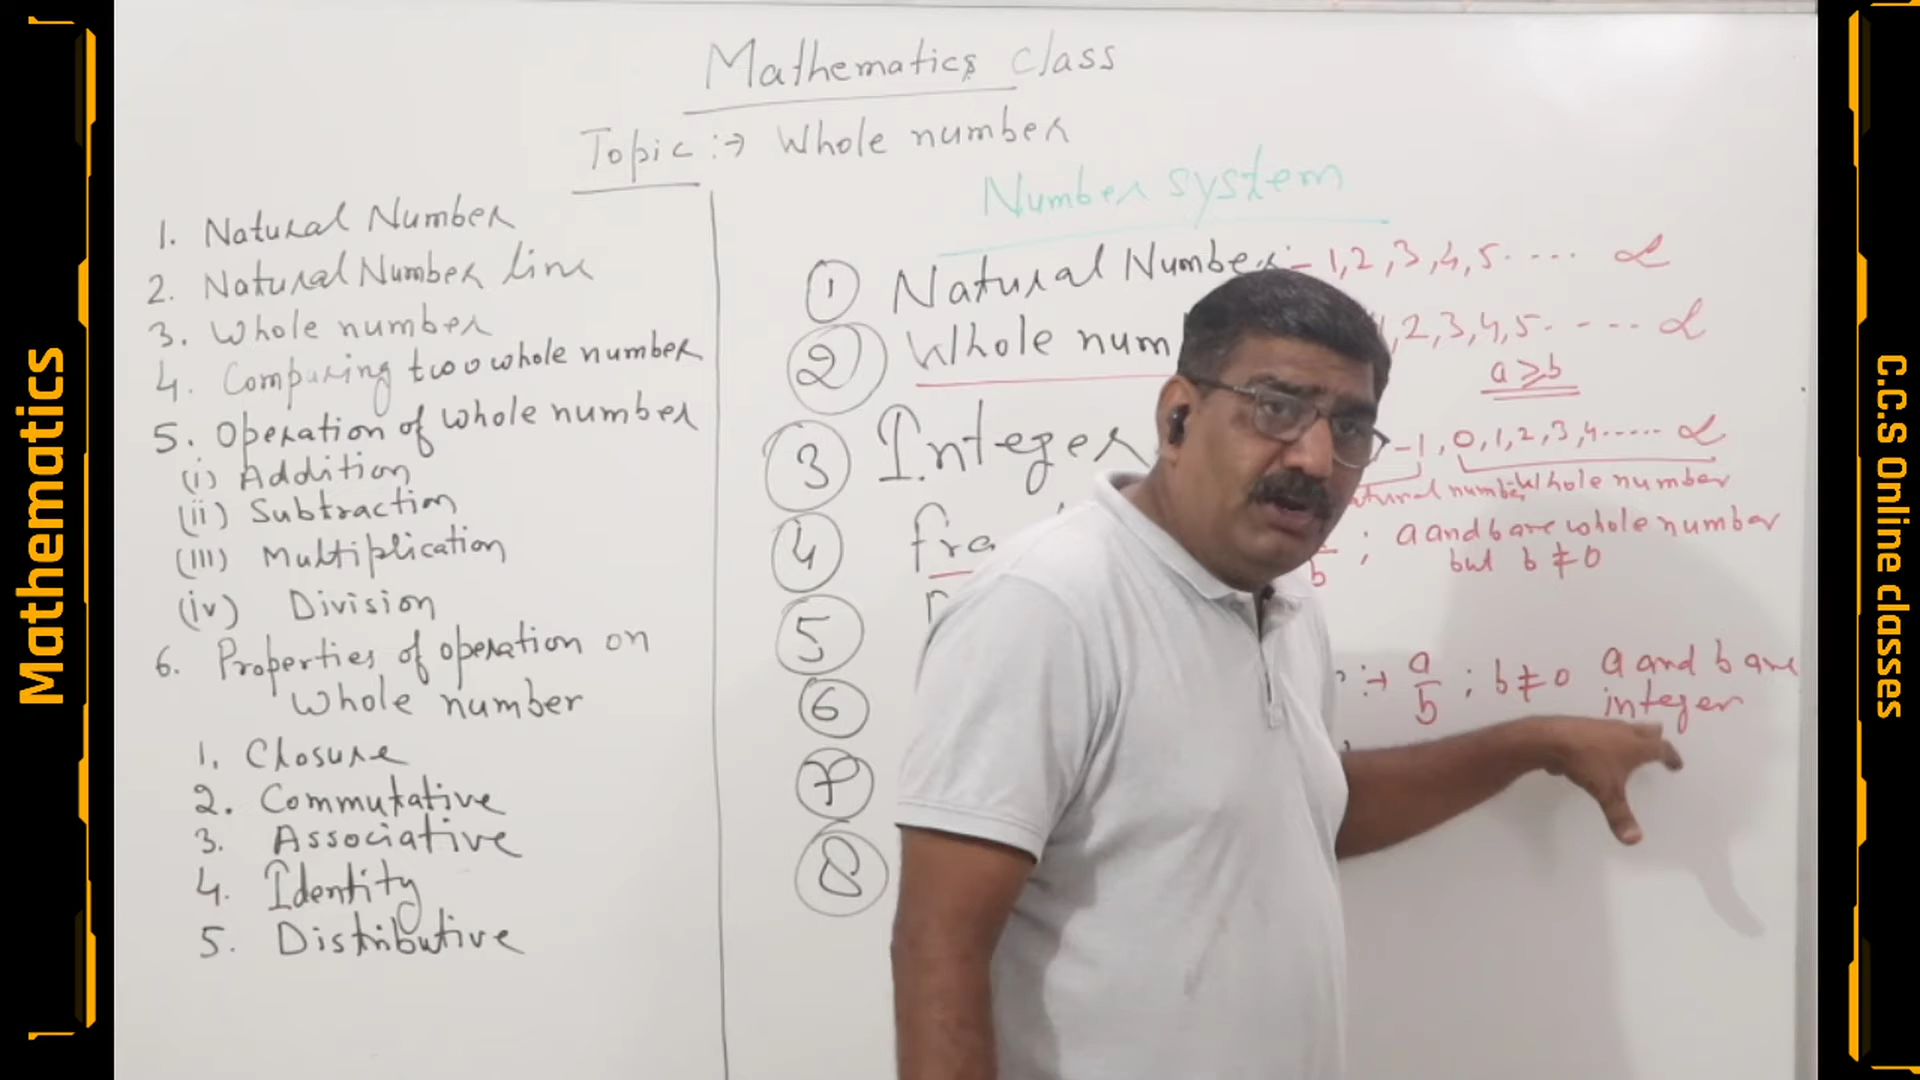 Mathematics class
Topic :→ Whole number
1. Natural Number
2. Natural Number line
3. Whole number
4. Comparing two whole number
5. Operation of whole number
(i) Addition
(ii) Subtraction
(III) Multiplication
(iv) Division
6. Properties of operation on
Whole number
1. Closure
2. Commutative
3. Associative
4. Identity
5. Distributive
Number system
1 Natural Number :- 1, 2, 3, 4, 5 ..... ∞
2 Whole num 1, 2, 3, 4, 5 ..... ∞
a ≥ b
3 Integer -1, 0, 1, 2, 3, 4 ..... ∞
Whole number
4 b ; a and b are whole number
but b ≠ 0
5
6 :→ a/b ; b ≠ 0 a and b are
integer
7
8
Mathematics
C.C.S Online classes